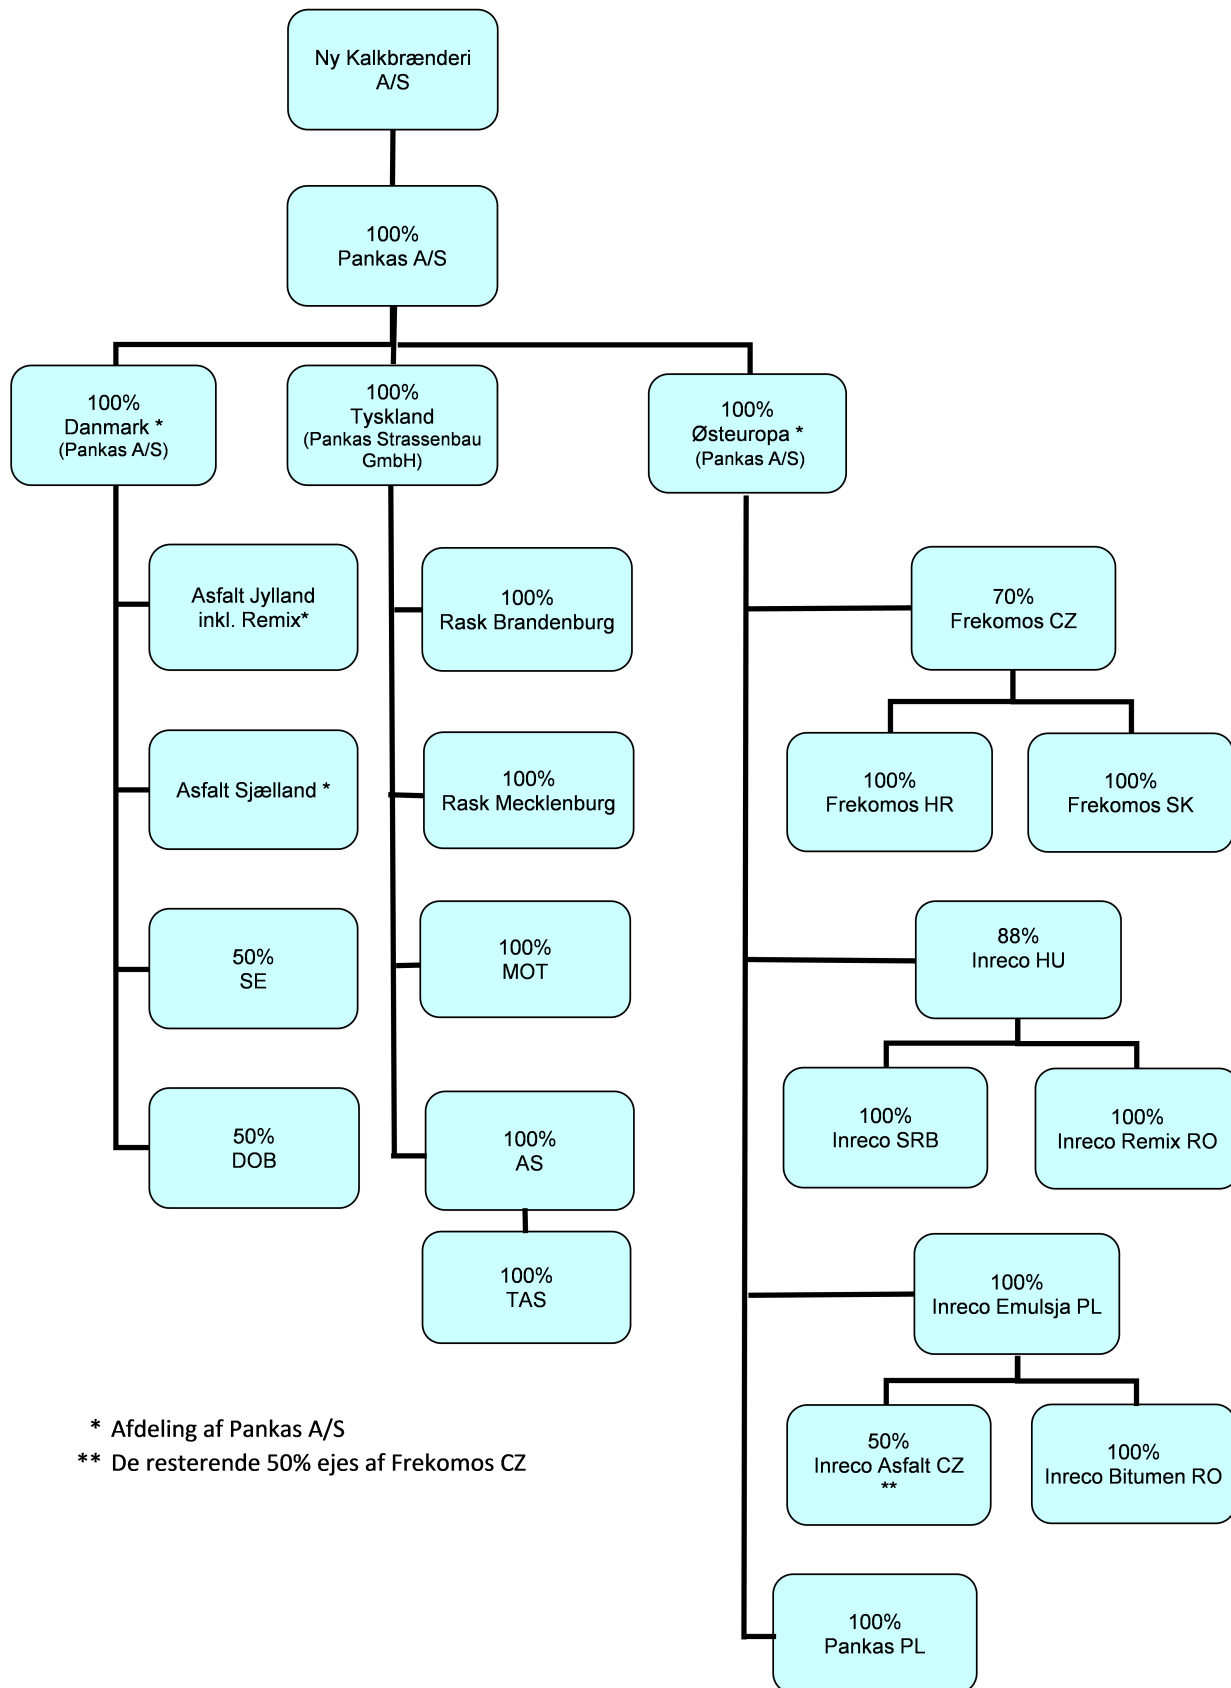 Ny Kalkbrænderi
A/S
100%
Pankas A/S
100%
Danmark *
(Pankas A/S)
100%
Tyskland
(Pankas Strassenbau
GmbH)
100%
Østeuropa *
(Pankas A/S)
Asfalt Jylland
inkl. Remix*
Asfalt Sjælland *
50%
SE
50%
DOB
100%
Rask Brandenburg
100%
Rask Mecklenburg
100%
MOT
100%
AS
100%
TAS
70%
Frekomos CZ
100%
Frekomos HR
100%
Frekomos SK
88%
Inreco HU
100%
Inreco SRB
100%
Inreco Remix RO
100%
Inreco Emulsja PL
50%
Inreco Asfalt CZ
**
100%
Inreco Bitumen RO
100%
Pankas PL
* Afdeling af Pankas A/S
** De resterende 50% ejes af Frekomos CZ